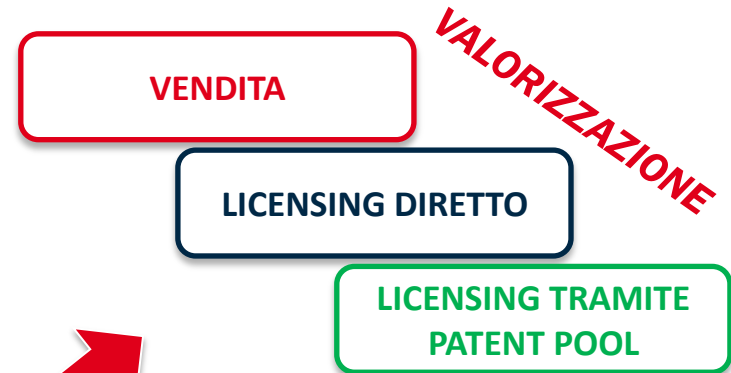 VALORIZZAZIONE
VENDITA
LICENSING DIRETTO
LICENSING TRAMITE
PATENT POOL